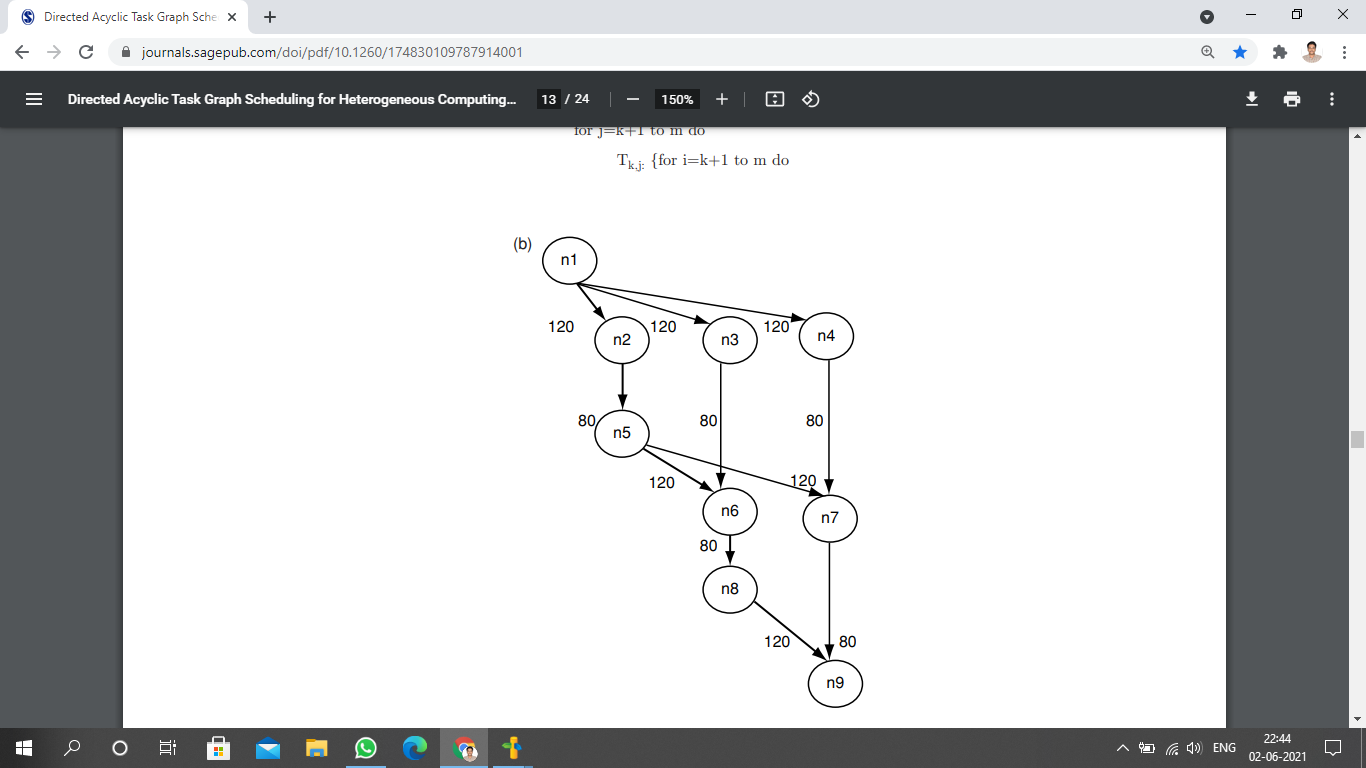 Directed Acyclic Task Graph Sche
journals.sagepub.com/doi/pdf/10.1260/174830109787914001
Directed Acyclic Task Graph Scheduling for Heterogeneous Computing... 13 / 24 150%
for j=k+1 to m do
Tk,j: {for i=k+1 to m do
(b)
n1
120 120 120
n2 n3 n4
80 80 80
n5
120 120
n6 n7
80
n8
120 80
n9
ENG
22:44
02-06-2021